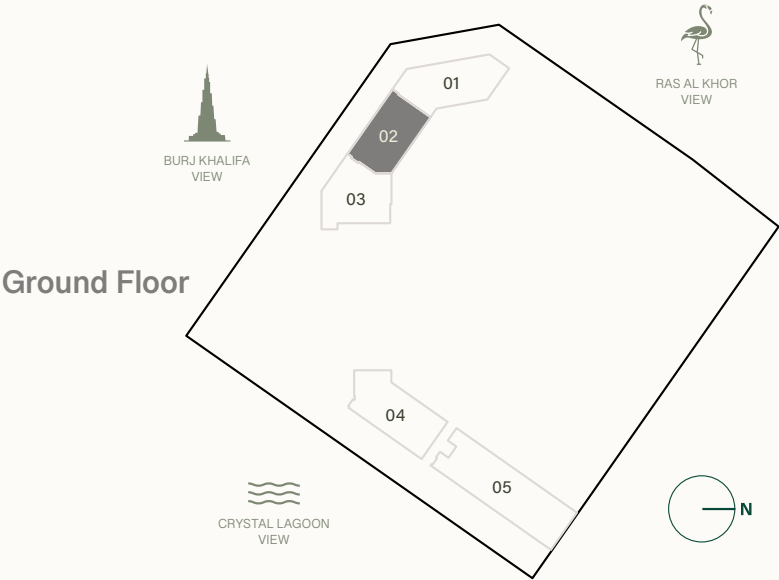 RAS AL KHOR
VIEW
01
02
BURJ KHALIFA
VIEW
03
Ground Floor
04
05
N
CRYSTAL LAGOON
VIEW